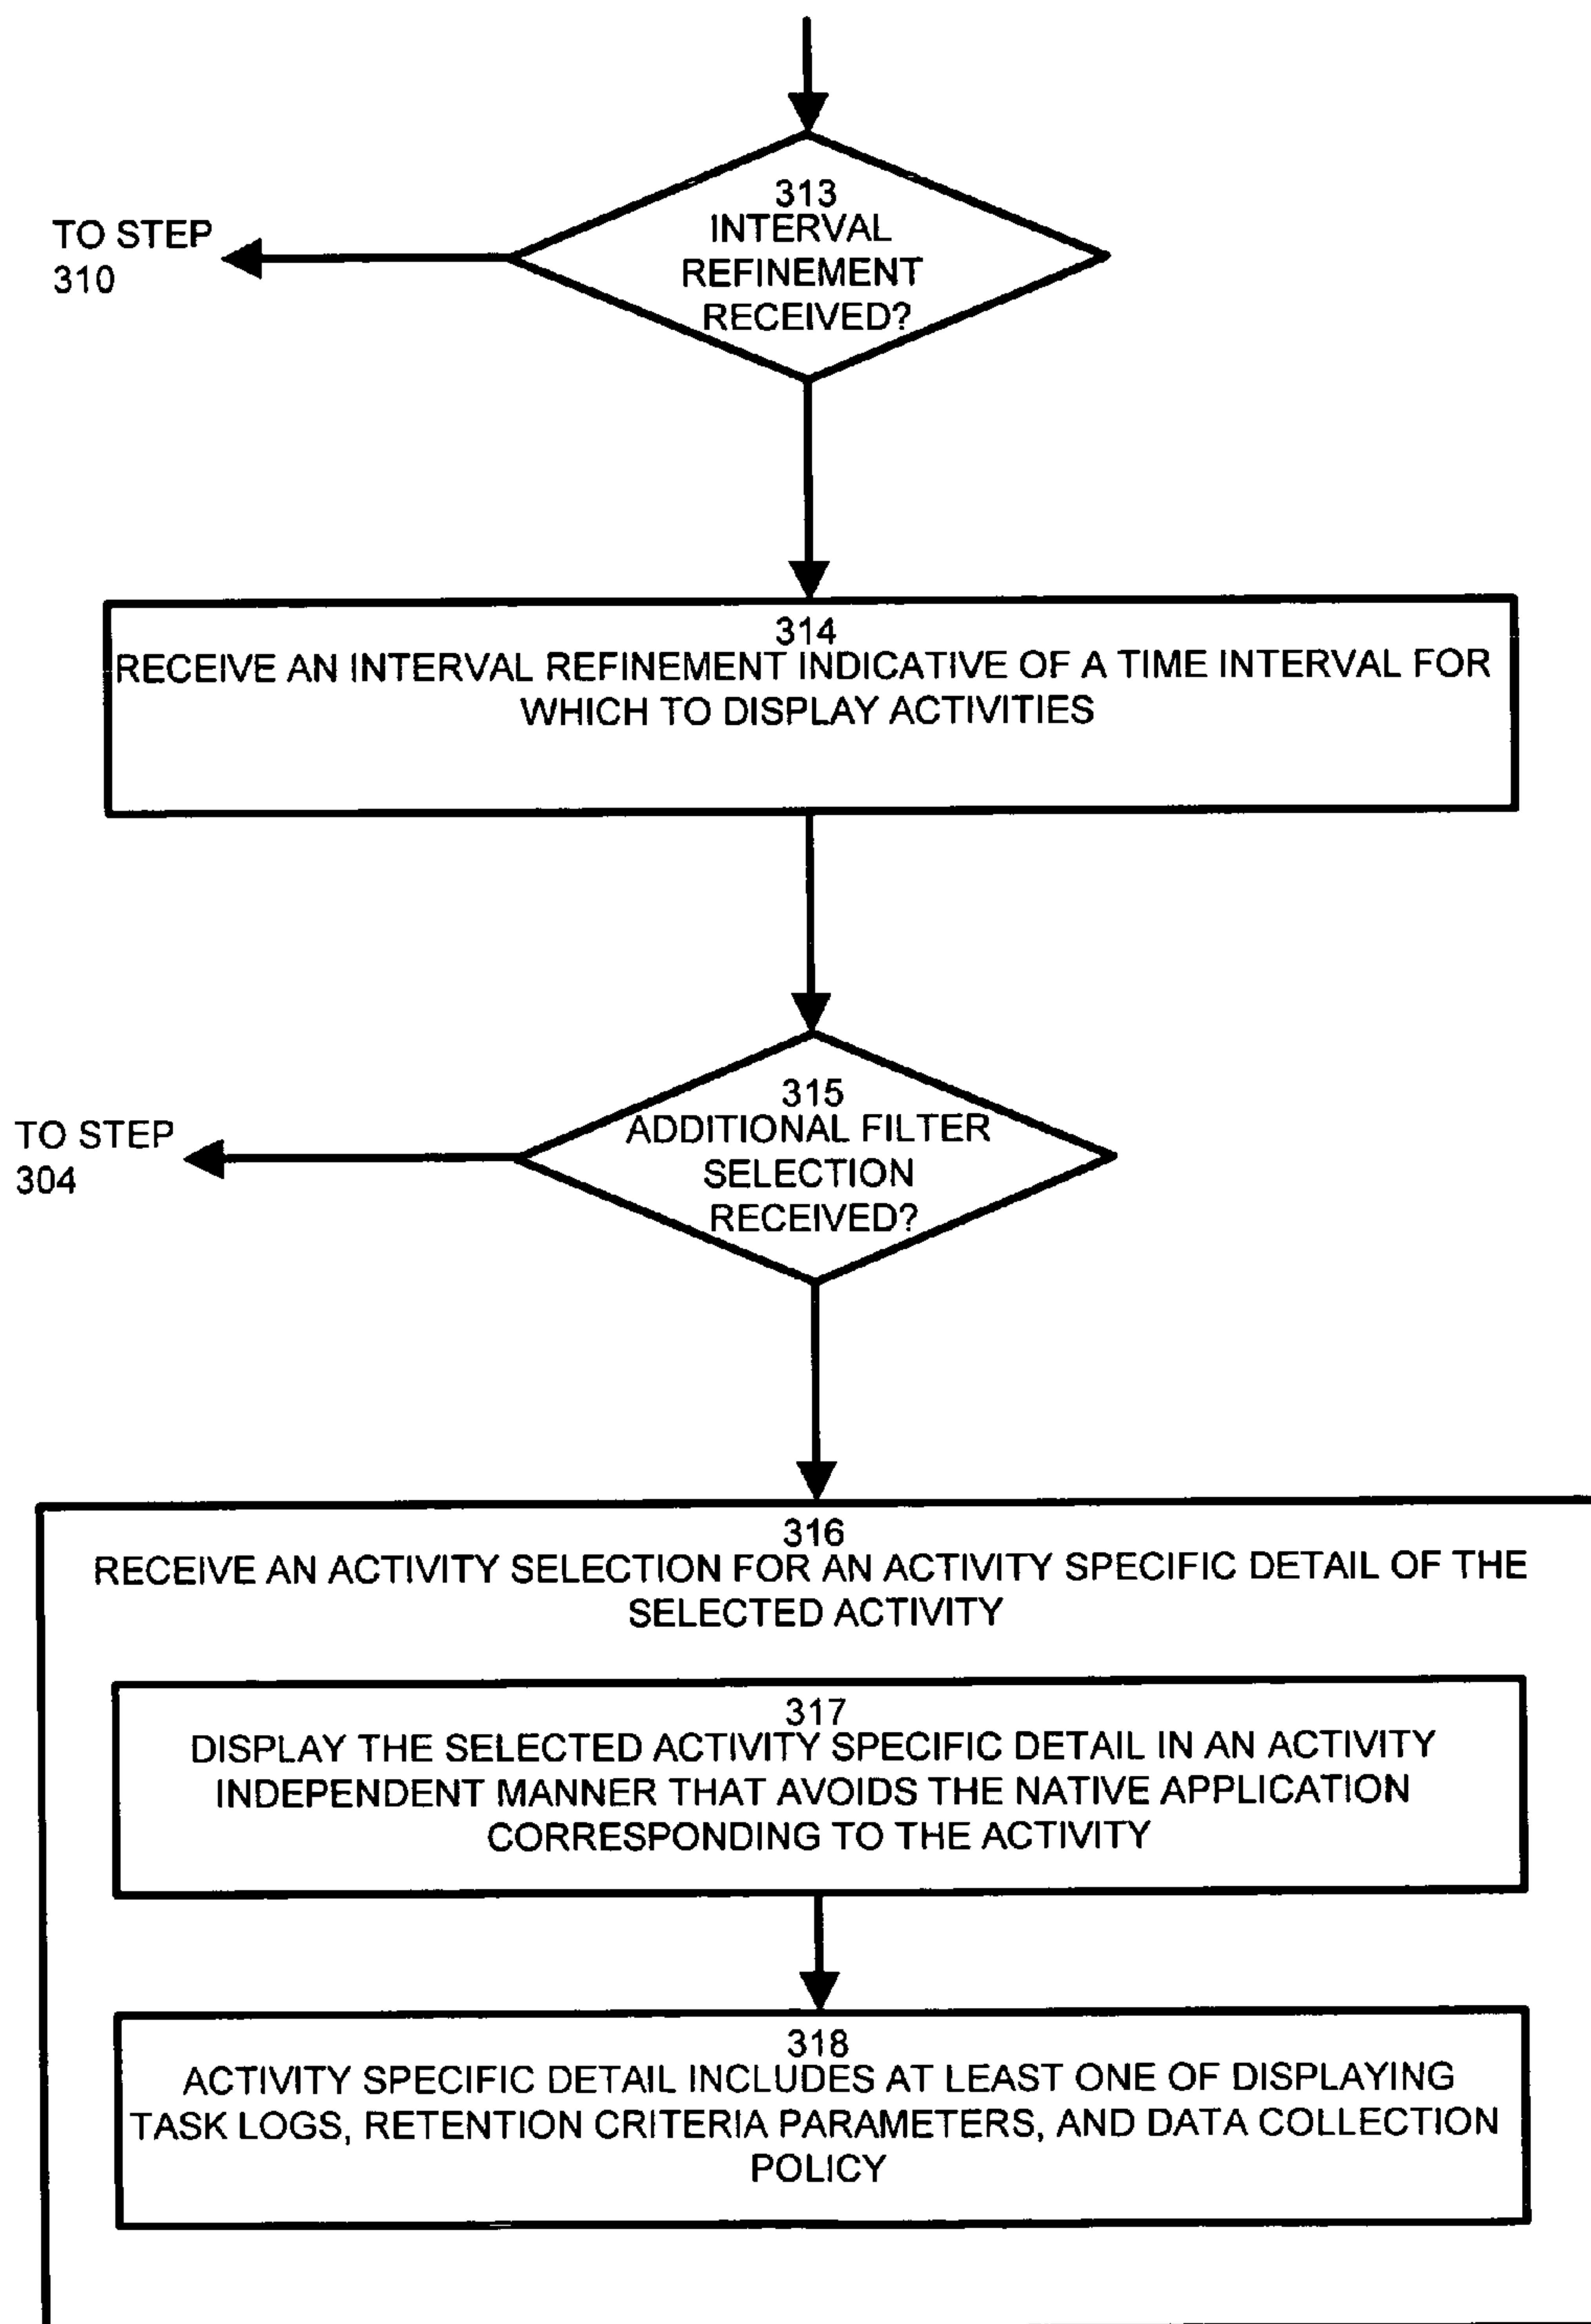 313
INTERVAL
REFINEMENT
RECEIVED?
TO STEP
310
314
RECEIVE AN INTERVAL REFINEMENT INDICATIVE OF A TIME INTERVAL FOR
WHICH TO DISPLAY ACTIVITIES
315
ADDITIONAL FILTER
SELECTION
RECEIVED?
TO STEP
304
316
RECEIVE AN ACTIVITY SELECTION FOR AN ACTIVITY SPECIFIC DETAIL OF THE
SELECTED ACTIVITY
317
DISPLAY THE SELECTED ACTIVITY SPECIFIC DETAIL IN AN ACTIVITY
INDEPENDENT MANNER THAT AVOIDS THE NATIVE APPLICATION
CORRESPONDING TO THE ACTIVITY
318
ACTIVITY SPECIFIC DETAIL INCLUDES AT LEAST ONE OF DISPLAYING
TASK LOGS, RETENTION CRITERIA PARAMETERS, AND DATA COLLECTION
POLICY